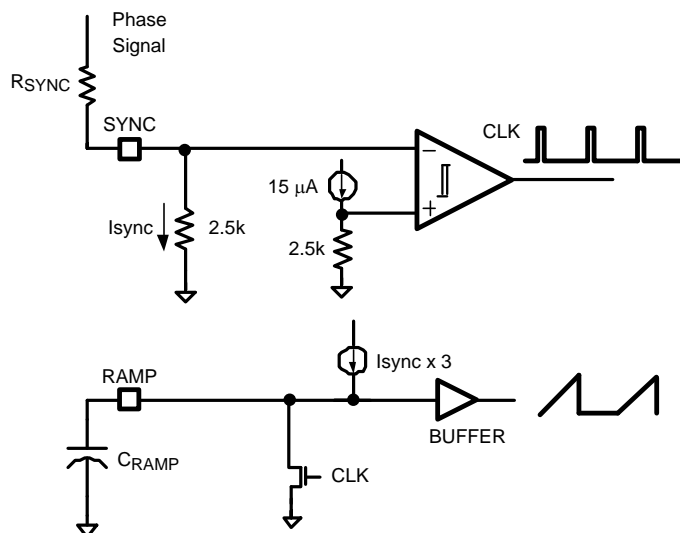 Phase
Signal
RSYNC
SYNC
CLK
15 μA
−
+
Isync
2.5k
2.5k
RAMP
Isync x 3
BUFFER
CRAMP
CLK